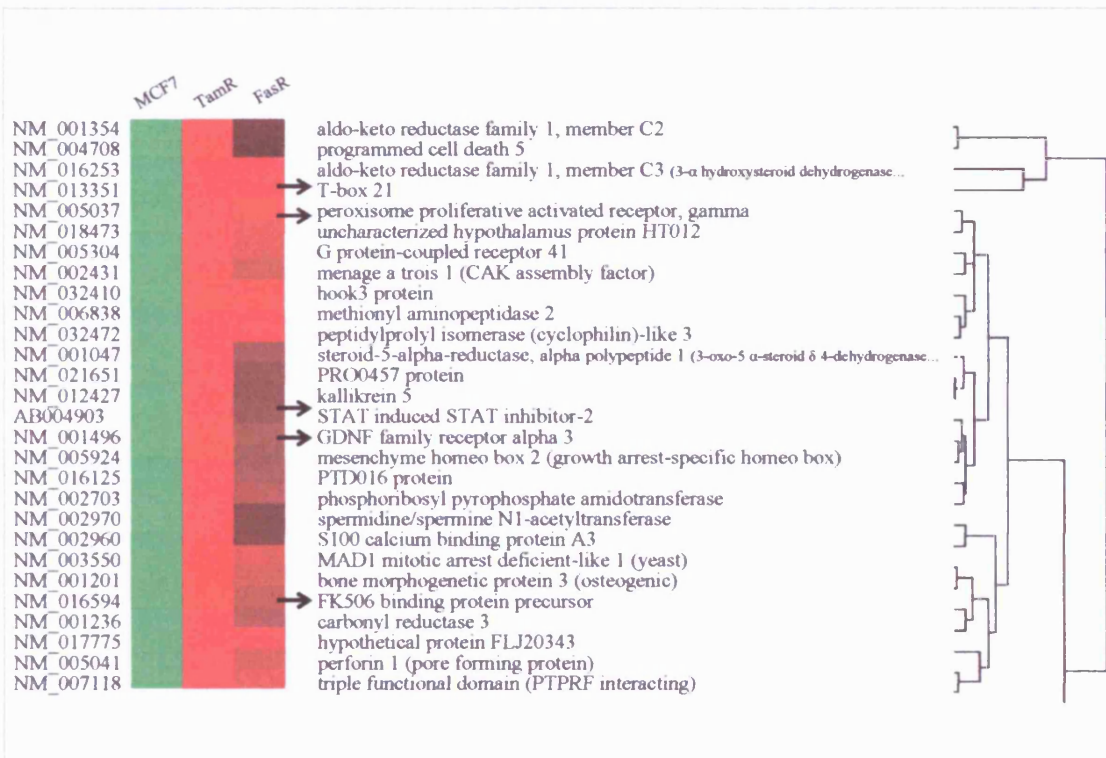 MCF7 TamR FasR
NM_001354 aldo-keto reductase family 1, member C2
NM_004708 programmed cell death 5
NM_016253 aldo-keto reductase family 1, member C3 (3-α hydroxysteroid dehydrogenase...
NM_013351 T-box 21
NM_005037 peroxisome proliferative activated receptor, gamma
NM_018473 uncharacterized hypothalamus protein HT012
NM_005304 G protein-coupled receptor 41
NM_002431 menage a trois 1 (CAK assembly factor)
NM_032410 hook3 protein
NM_006838 methionyl aminopeptidase 2
NM_032472 peptidylprolyl isomerase (cyclophilin)-like 3
NM_001047 steroid-5-alpha-reductase, alpha polypeptide 1 (3-oxo-5 α-steroid δ 4-dehydrogenase...
NM_021651 PRO0457 protein
NM_012427 kallikrein 5
AB004903 STAT induced STAT inhibitor-2
NM_001496 GDNF family receptor alpha 3
NM_005924 mesenchyme homeo box 2 (growth arrest-specific homeo box)
NM_016125 PTD016 protein
NM_002703 phosphoribosyl pyrophosphate amidotransferase
NM_002970 spermidine/spermine N1-acetyltransferase
NM_002960 S100 calcium binding protein A3
NM_003550 MAD1 mitotic arrest deficient-like 1 (yeast)
NM_001201 bone morphogenetic protein 3 (osteogenic)
NM_016594 FK506 binding protein precursor
NM_001236 carbonyl reductase 3
NM_017775 hypothetical protein FLJ20343
NM_005041 perforin 1 (pore forming protein)
NM_007118 triple functional domain (PTPRF interacting)